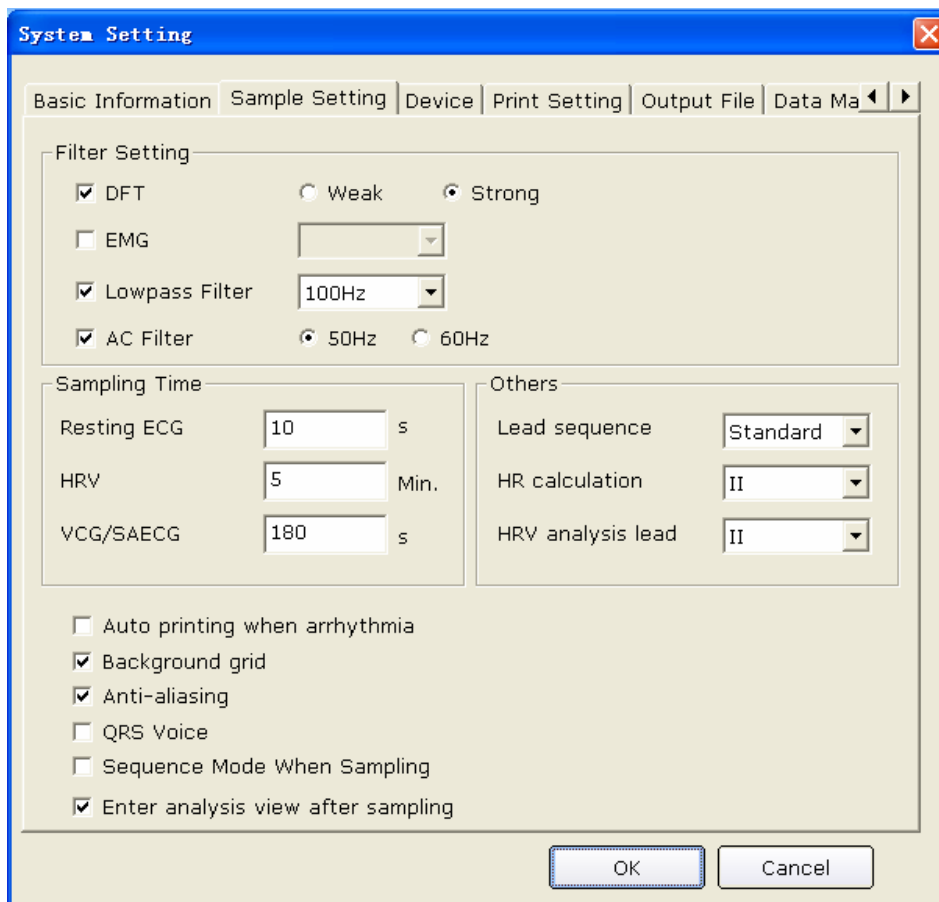 System Setting
Basic Information Sample Setting Device Print Setting Output File Data Ma
Filter Setting
DFT Weak Strong
EMG
Lowpass Filter 100Hz
AC Filter 50Hz 60Hz
Sampling Time
Resting ECG 10 s
HRV 5 Min.
VCG/SAECG 180 s
Others
Lead sequence Standard
HR calculation II
HRV analysis lead II
Auto printing when arrhythmia
Background grid
Anti-aliasing
QRS Voice
Sequence Mode When Sampling
Enter analysis view after sampling
OK Cancel